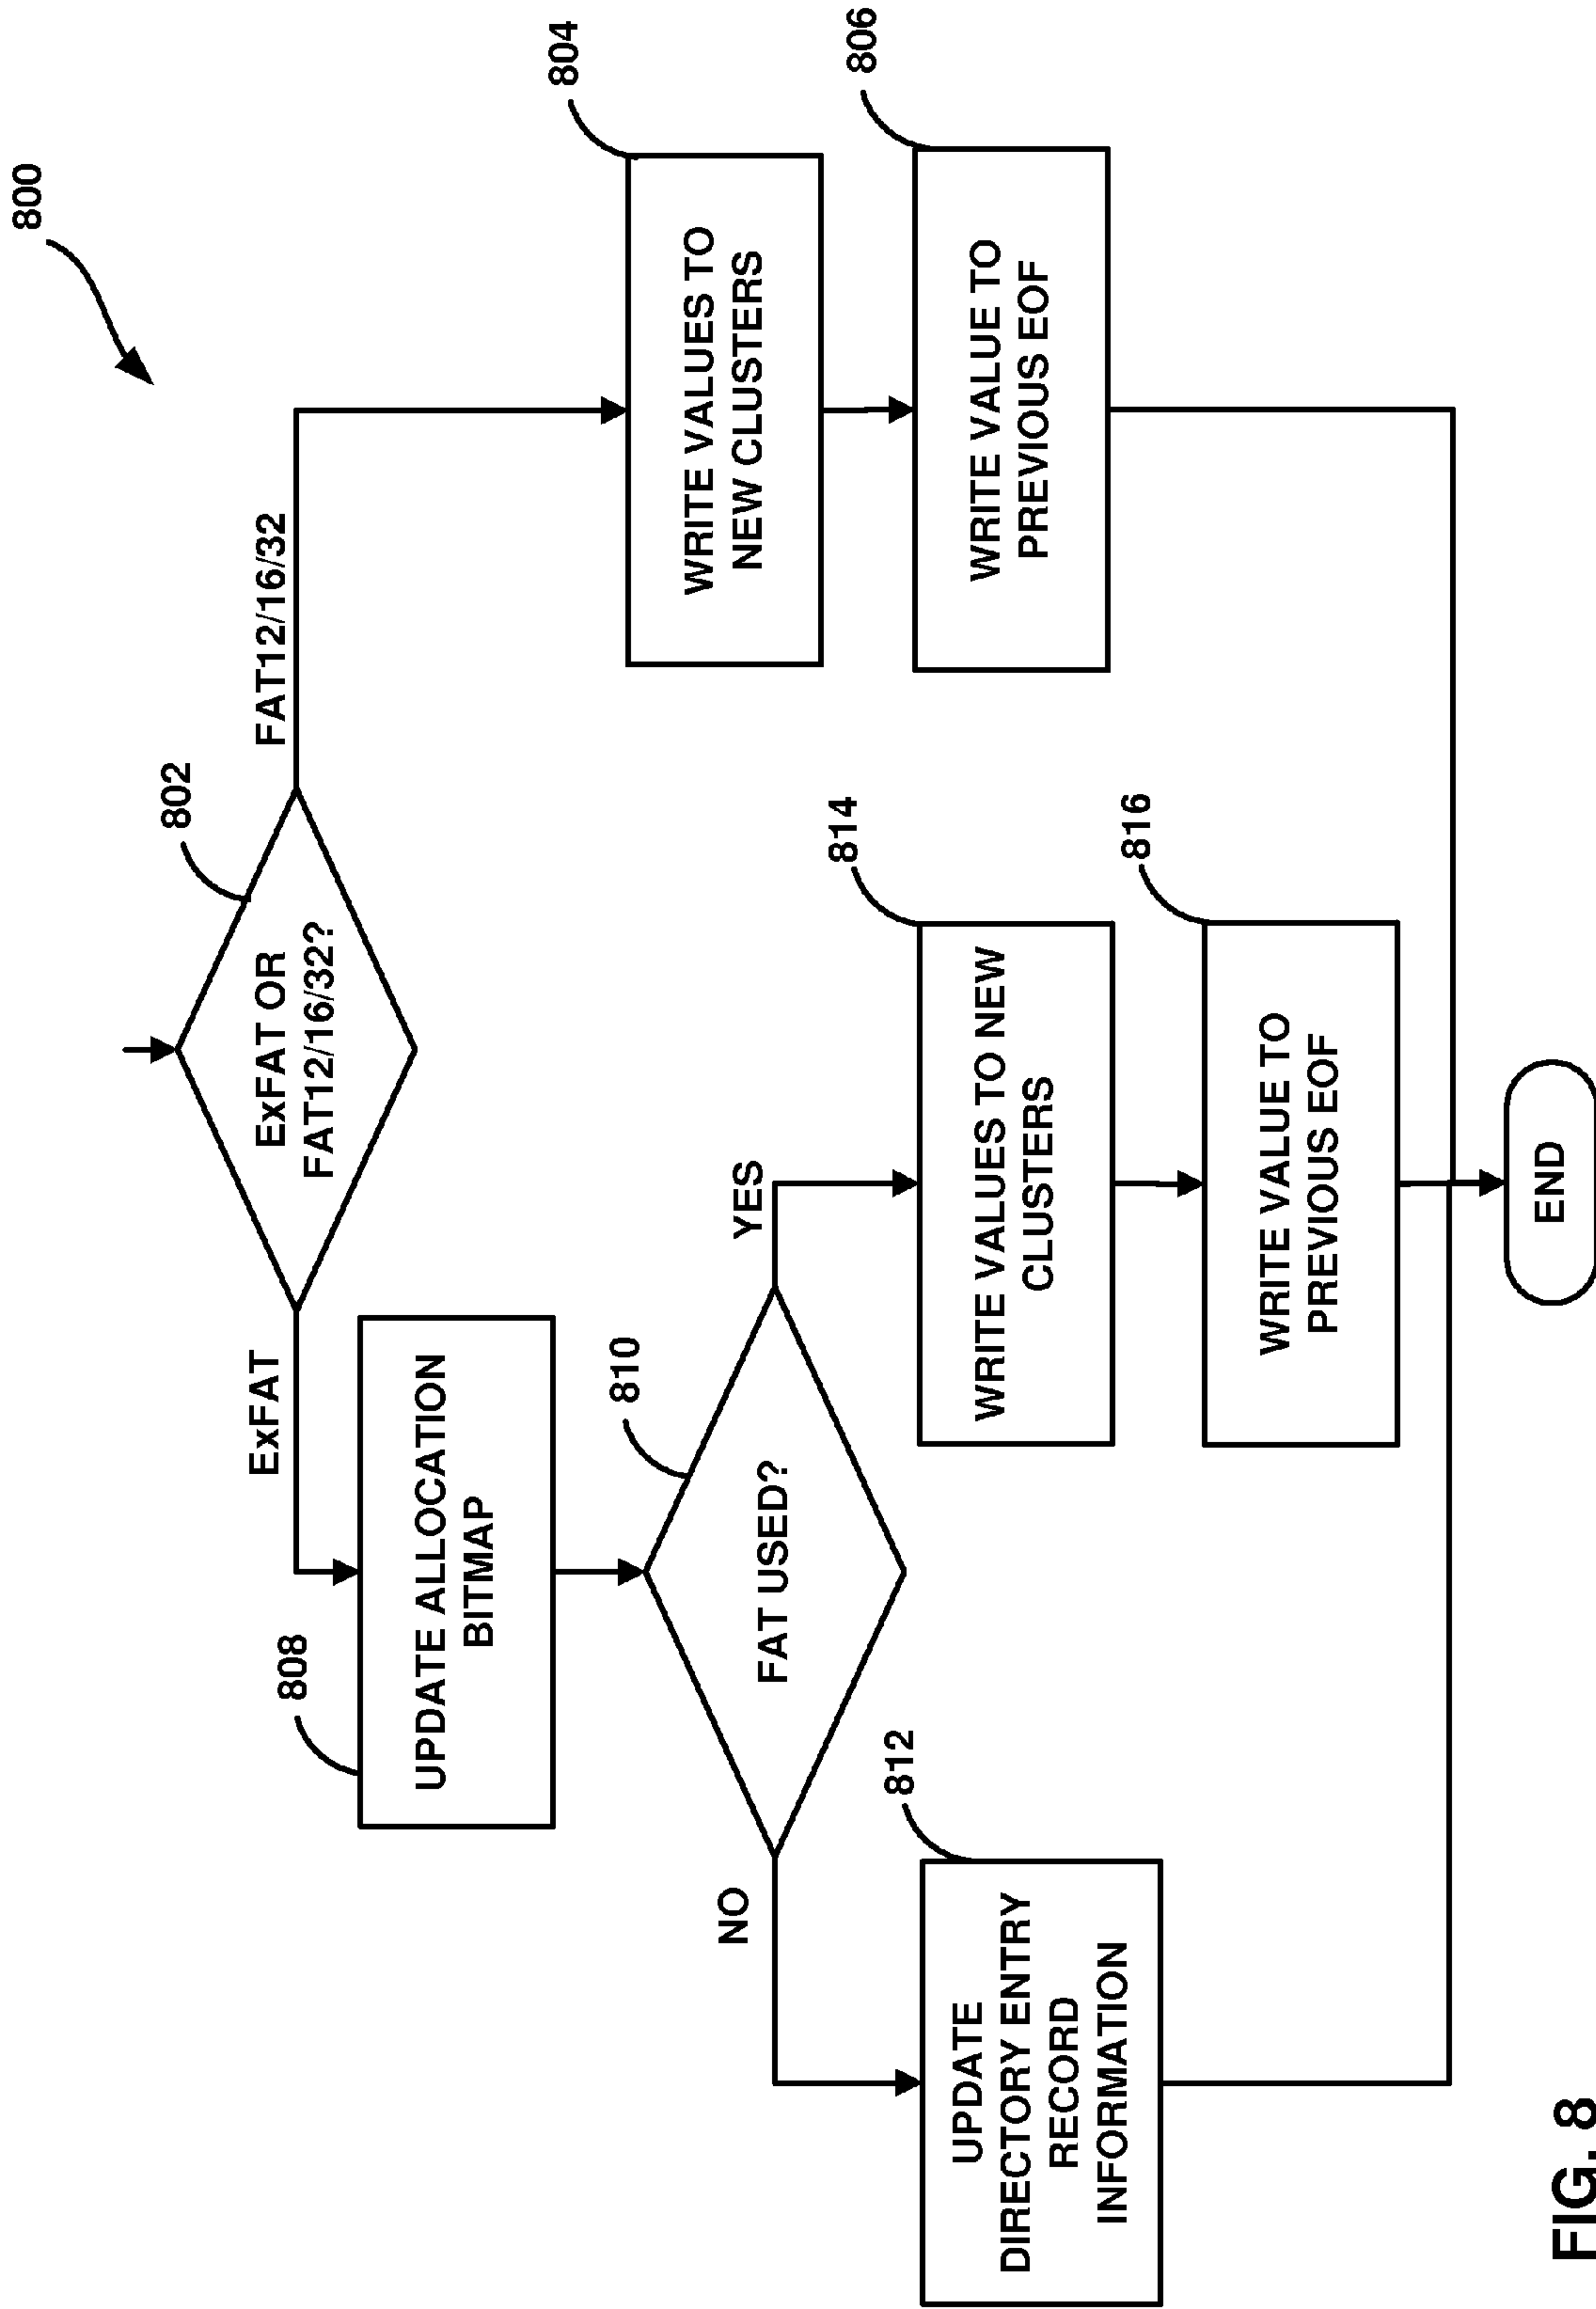 800
802
ExFAT OR
FAT12/16/32?
ExFAT
FAT12/16/32
808
UPDATE ALLOCATION
BITMAP
804
WRITE VALUES TO
NEW CLUSTERS
810
FAT USED?
NO
YES
806
WRITE VALUE TO
PREVIOUS EOF
812
UPDATE
DIRECTORY ENTRY
RECORD
INFORMATION
814
WRITE VALUES TO NEW
CLUSTERS
816
WRITE VALUE TO
PREVIOUS EOF
END
FIG. 8